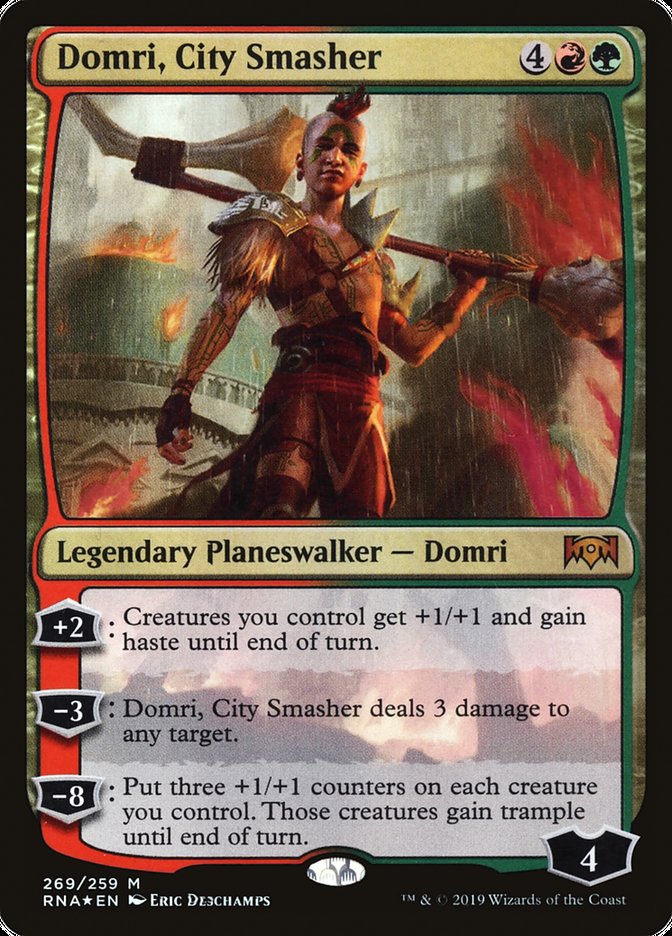 Domri, City Smasher 4
Legendary Planeswalker — Domri
+2 : Creatures you control get +1/+1 and gain
haste until end of turn.
−3 : Domri, City Smasher deals 3 damage to
any target.
−8 : Put three +1/+1 counters on each creature
you control. Those creatures gain trample
until end of turn.
4
269/259 M
RNA★EN Eric Deschamps
™ & © 2019 Wizards of the Coast